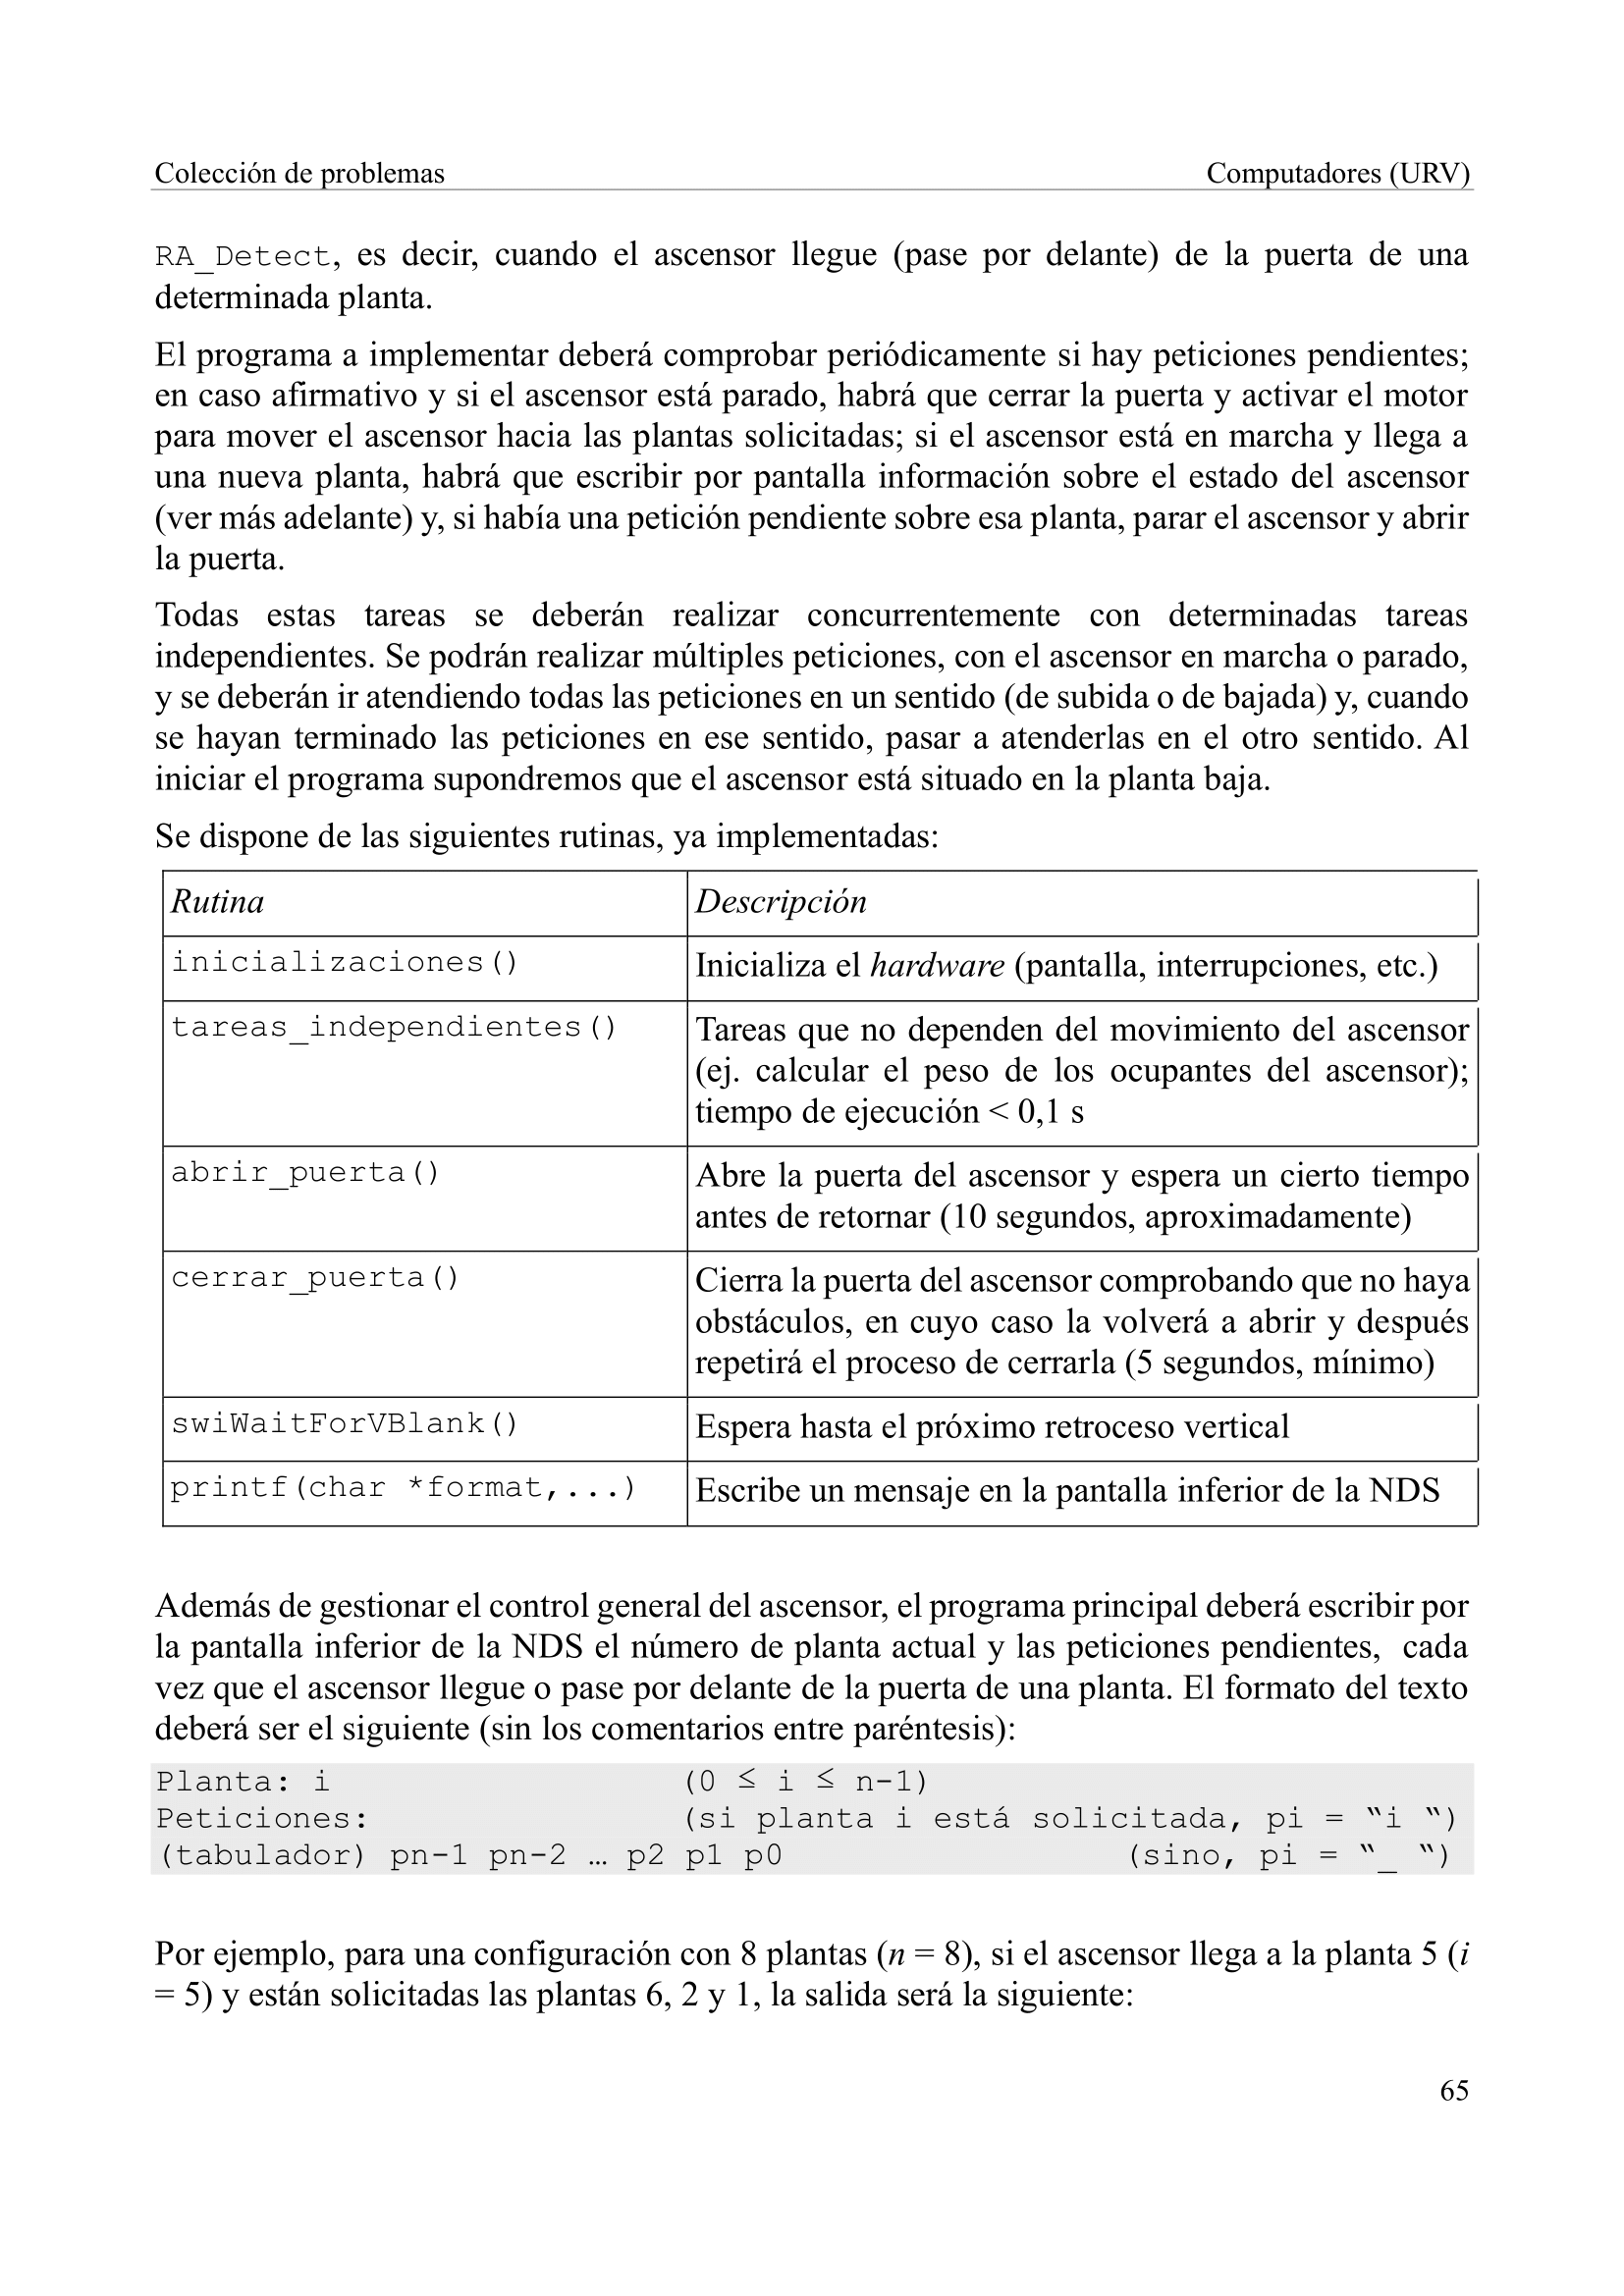 Colección de problemas Computadores (URV)
RA_Detect, es decir, cuando el ascensor llegue (pase por delante) de la puerta de una
determinada planta.
El programa a implementar deberá comprobar periódicamente si hay peticiones pendientes;
en caso afirmativo y si el ascensor está parado, habrá que cerrar la puerta y activar el motor
para mover el ascensor hacia las plantas solicitadas; si el ascensor está en marcha y llega a
una nueva planta, habrá que escribir por pantalla información sobre el estado del ascensor
(ver más adelante) y, si había una petición pendiente sobre esa planta, parar el ascensor y abrir
la puerta.
Todas estas tareas se deberán realizar concurrentemente con determinadas tareas
independientes. Se podrán realizar múltiples peticiones, con el ascensor en marcha o parado,
y se deberán ir atendiendo todas las peticiones en un sentido (de subida o de bajada) y, cuando
se hayan terminado las peticiones en ese sentido, pasar a atenderlas en el otro sentido. Al
iniciar el programa supondremos que el ascensor está situado en la planta baja.
Se dispone de las siguientes rutinas, ya implementadas:
Rutina Descripción
inicializaciones() Inicializa el hardware (pantalla, interrupciones, etc.)
tareas_independientes() Tareas que no dependen del movimiento del ascensor
(ej. calcular el peso de los ocupantes del ascensor);
tiempo de ejecución < 0,1 s
abrir_puerta() Abre la puerta del ascensor y espera un cierto tiempo
antes de retornar (10 segundos, aproximadamente)
cerrar_puerta() Cierra la puerta del ascensor comprobando que no haya
obstáculos, en cuyo caso la volverá a abrir y después
repetirá el proceso de cerrarla (5 segundos, mínimo)
swiWaitForVBlank() Espera hasta el próximo retroceso vertical
printf(char *format,...) Escribe un mensaje en la pantalla inferior de la NDS
Además de gestionar el control general del ascensor, el programa principal deberá escribir por
la pantalla inferior de la NDS el número de planta actual y las peticiones pendientes, cada
vez que el ascensor llegue o pase por delante de la puerta de una planta. El formato del texto
deberá ser el siguiente (sin los comentarios entre paréntesis):
Planta: i (0 ≤ i ≤ n-1)
Peticiones: (si planta i está solicitada, pi = “i “)
(tabulador) pn-1 pn-2 … p2 p1 p0 (sino, pi = “_ “)
Por ejemplo, para una configuración con 8 plantas (n = 8), si el ascensor llega a la planta 5 (i
= 5) y están solicitadas las plantas 6, 2 y 1, la salida será la siguiente:
65